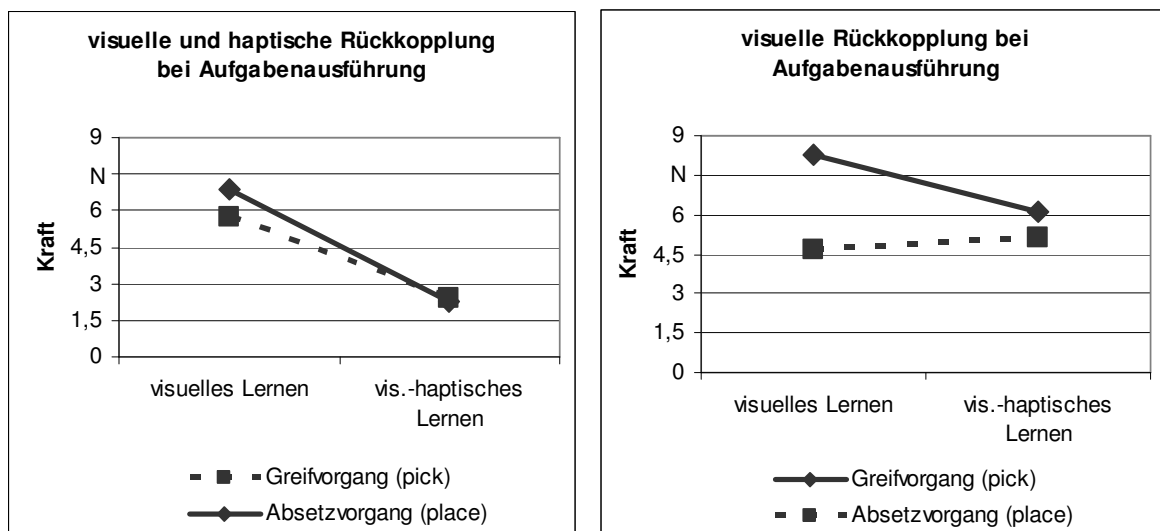 visuelle und haptische Rückkopplung
bei Aufgabenausführung
9
N
6
4,5
3
1,5
0
Kraft
visuelles Lernen
vis.-haptisches
Lernen
Greifvorgang (pick)
Absetzvorgang (place)
visuelle Rückkopplung bei
Aufgabenausführung
9
N
6
4,5
3
1,5
0
Kraft
visuelles Lernen
vis.-haptisches
Lernen
Greifvorgang (pick)
Absetzvorgang (place)